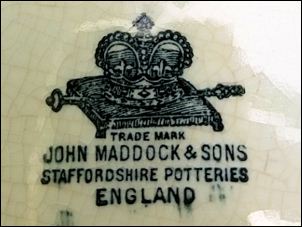 TRADE MARK
JOHN MADDOCK & SONS
STAFFORDSHIRE POTTERIES
ENGLAND